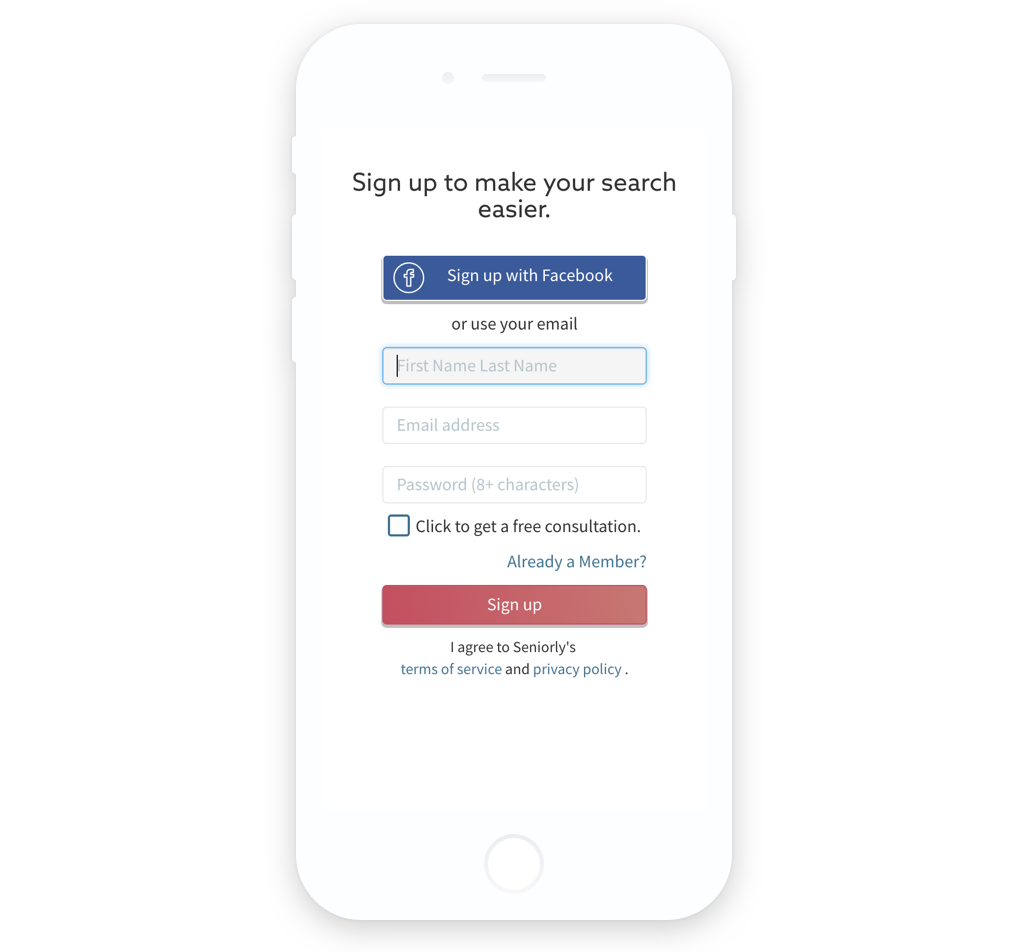 Sign up to make your search
easier.
Sign up with Facebook
or use your email
First Name Last Name
Email address
Password (8+ characters)
Click to get a free consultation.
Already a Member?
Sign up
I agree to Seniorly's
terms of service and privacy policy .